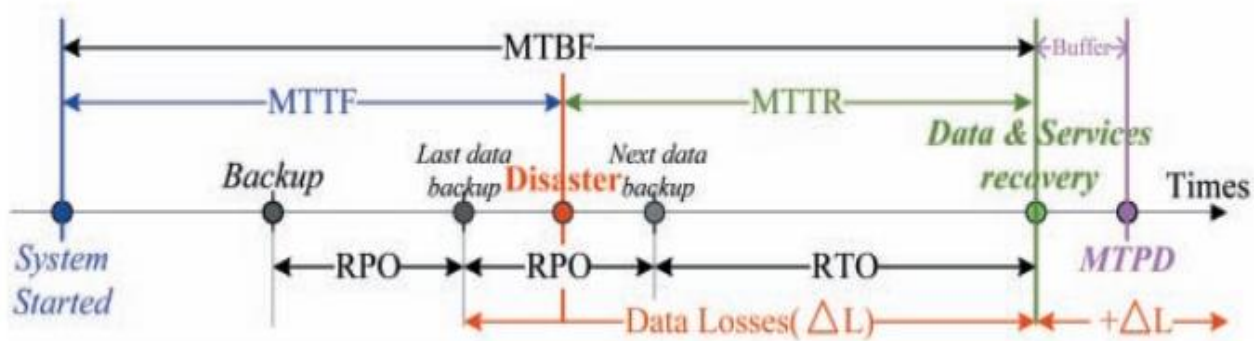 MTBF
Buffer
MTTF
MTTR
Data & Services
recovery
Last data
backup
Disaster
Next data
backup
Backup
Times
System
Started
RPO
RPO
RTO
MTPD
Data Losses(△L)
+△L